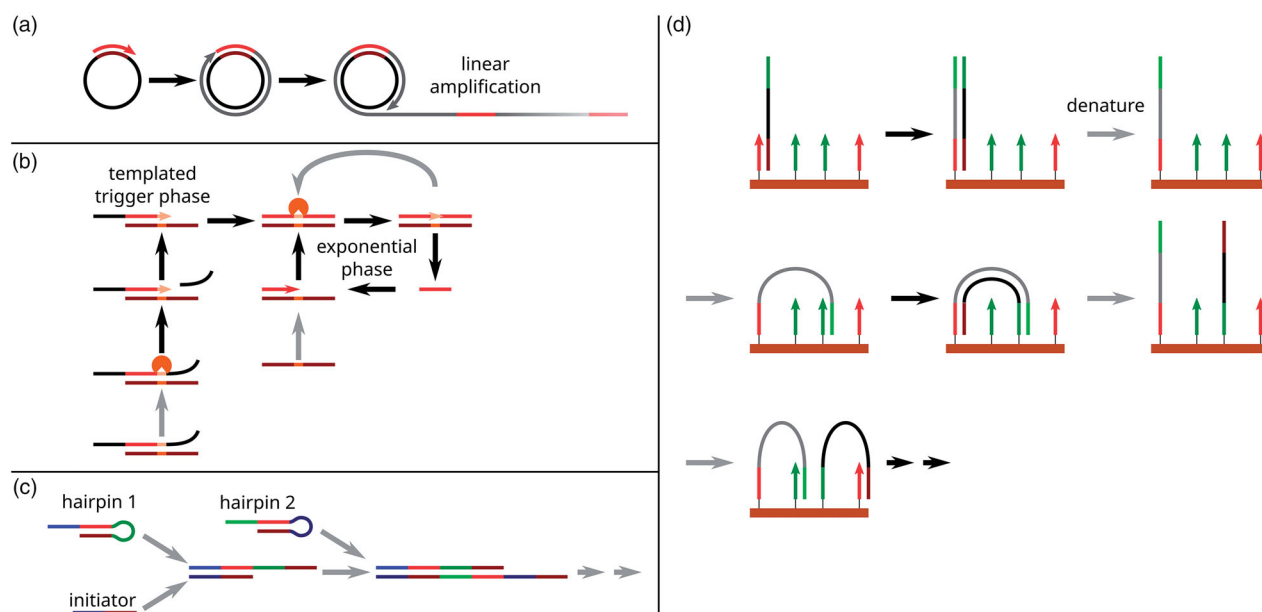 (a)
linear
amplification
(b)
templated
trigger phase
exponential
phase
(c)
hairpin 1
hairpin 2
initiator
(d)
denature